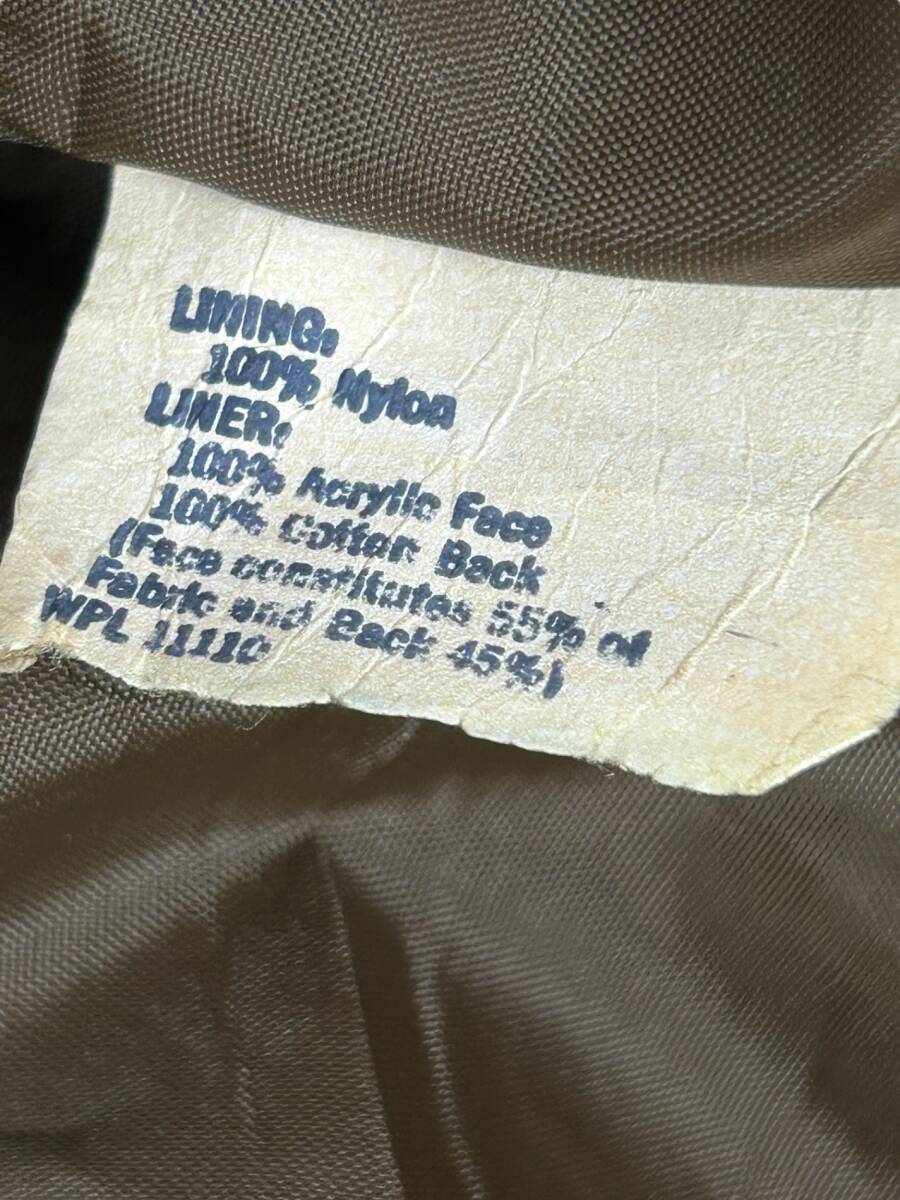 LINING:
100% Nylon
LINER:
100% Acrylic Face
100% Cotton Back
(Face constitutes 55% of
Fabric and Back 45%)
WPL 11110